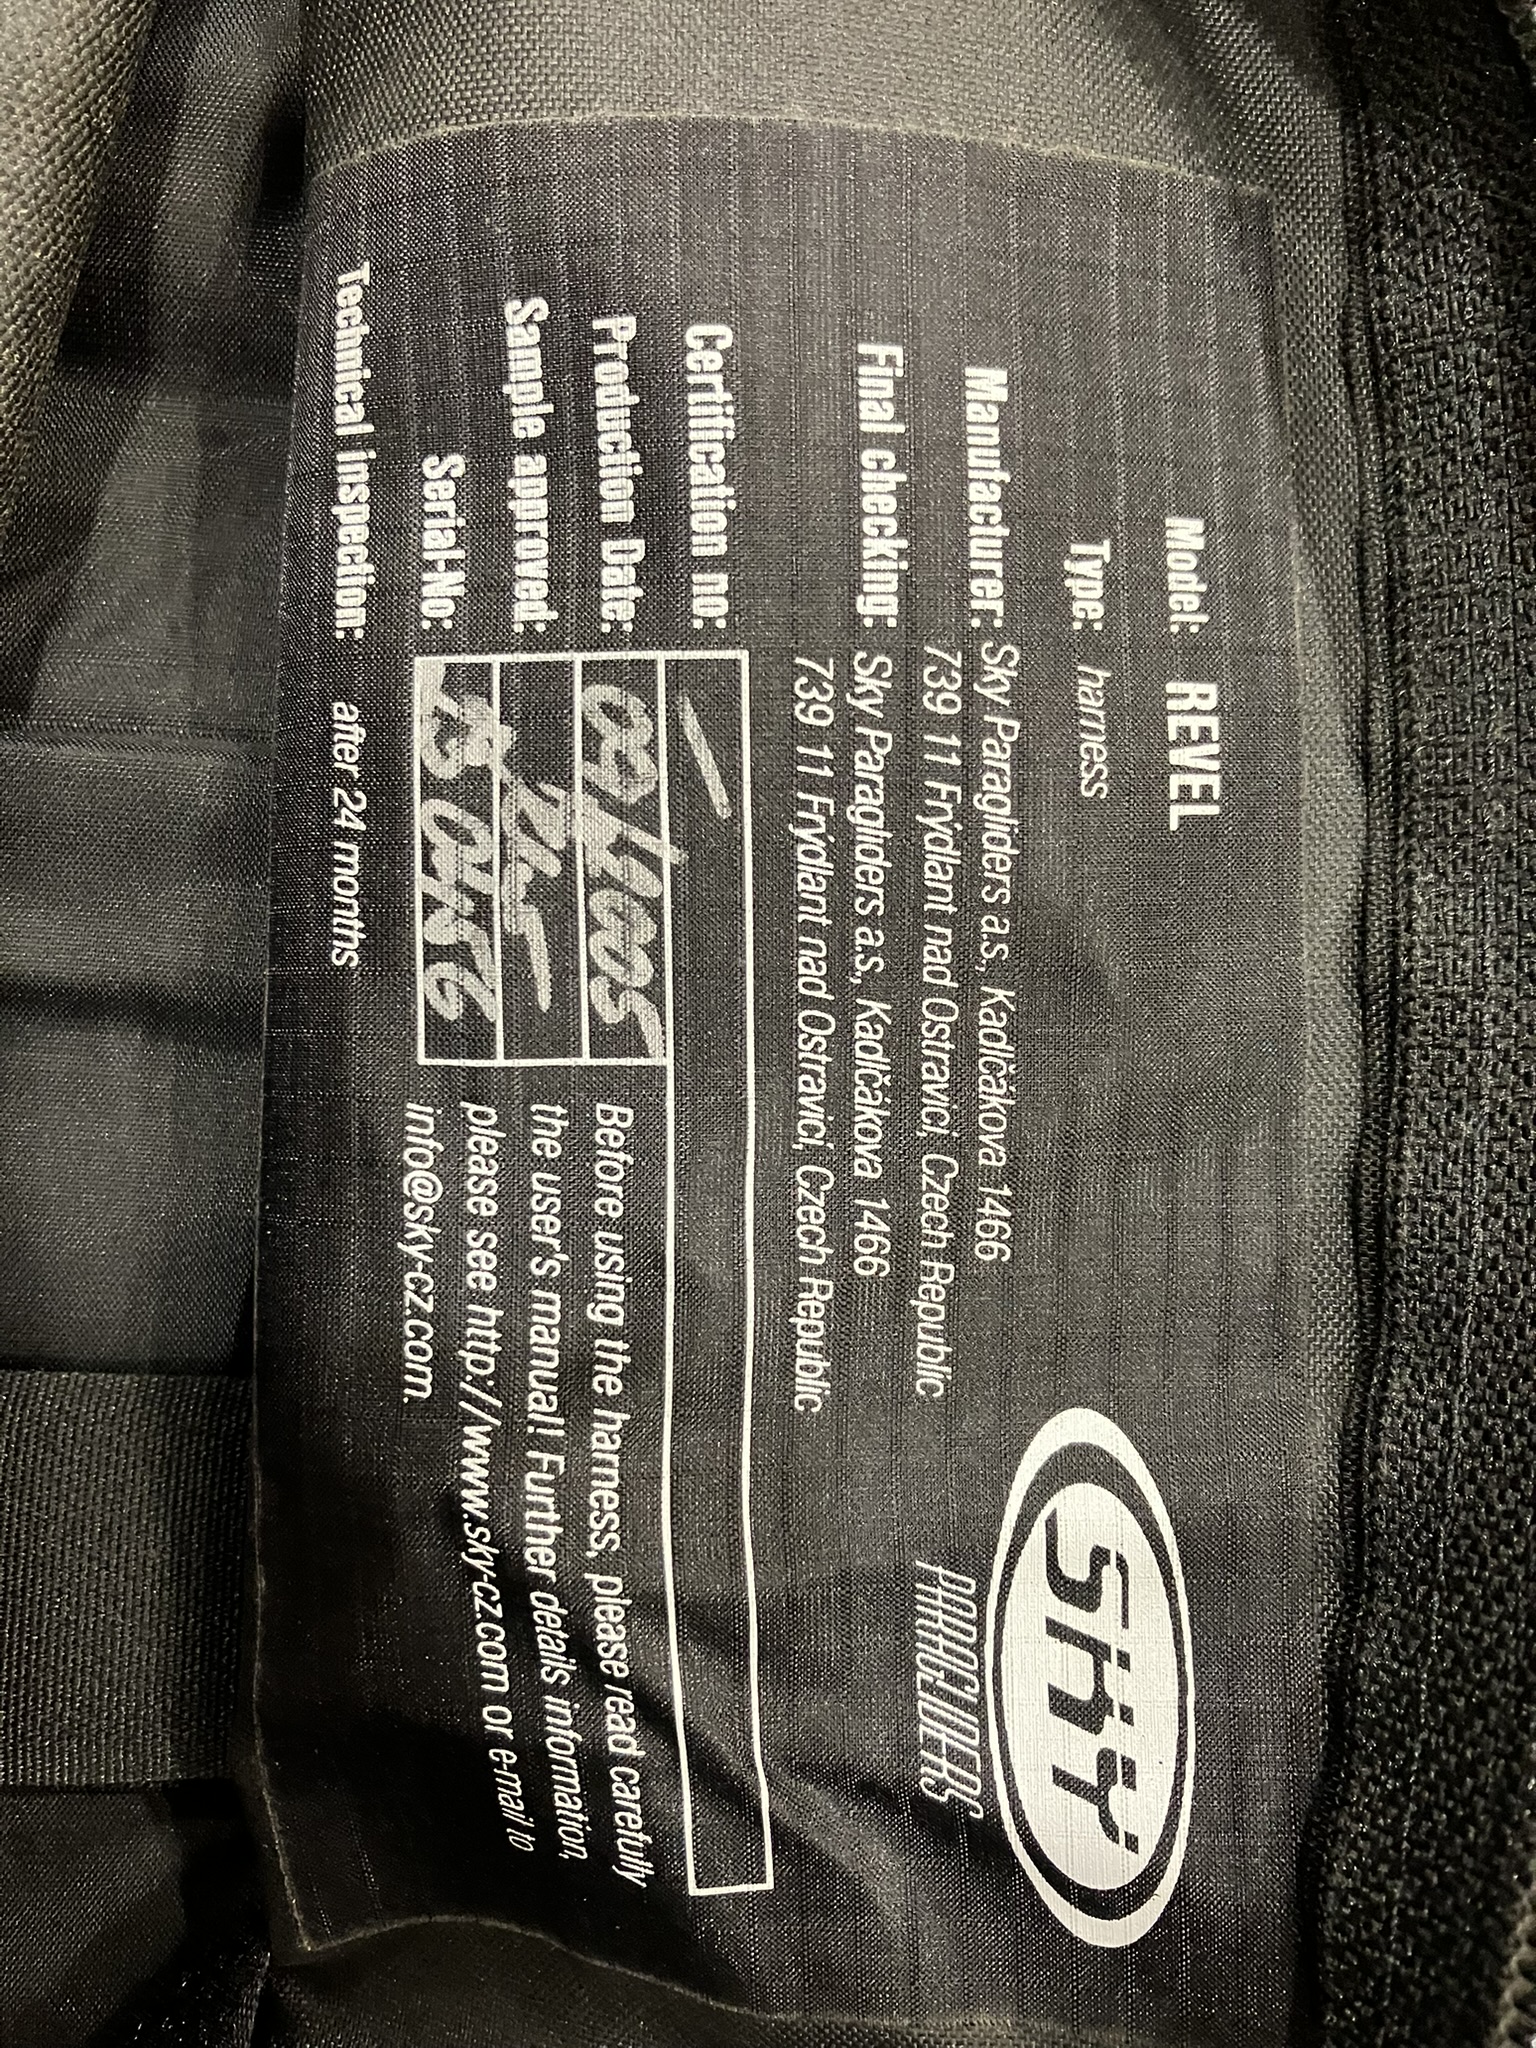 SKY
PARAGLIDERS
Model: REVEL
Type: harness
Manufacturer: Sky Paragliders a.s., Kadlčákova 1466
739 11 Frýdlant nad Ostravicí, Czech Republic
Final checking: Sky Paragliders a.s., Kadlčákova 1466
739 11 Frýdlant nad Ostravicí, Czech Republic
Certification no: /
Production Date: 02/2005
Sample approved:
Serial-No:
Technical inspection: after 24 months
Before using the harness, please read carefully
the user's manual! Further details information,
please see http://www.sky-cz.com or e-mail to
info@sky-cz.com.